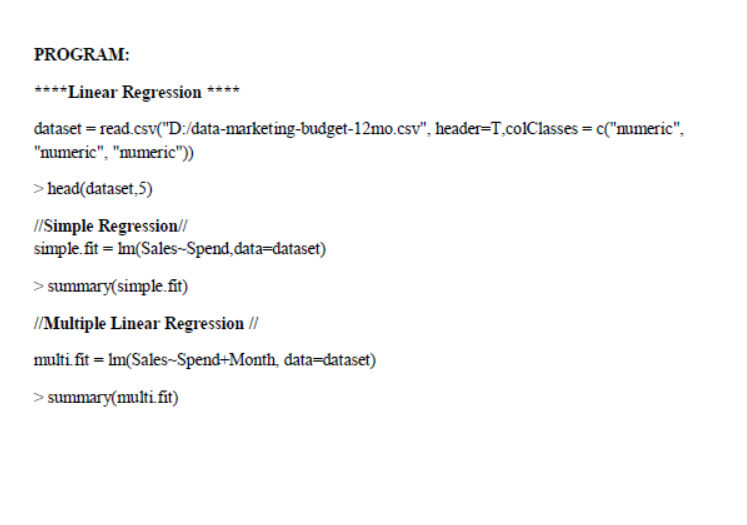 PROGRAM:
****Linear Regression ****
dataset = read.csv("D:/data-marketing-budget-12mo.csv", header=T,colClasses = c("numeric",
"numeric", "numeric"))
> head(dataset,5)
//Simple Regression//
simple.fit = lm(Sales~Spend,data=dataset)
> summary(simple.fit)
//Multiple Linear Regression //
multi.fit = lm(Sales~Spend+Month, data=dataset)
> summary(multi.fit)